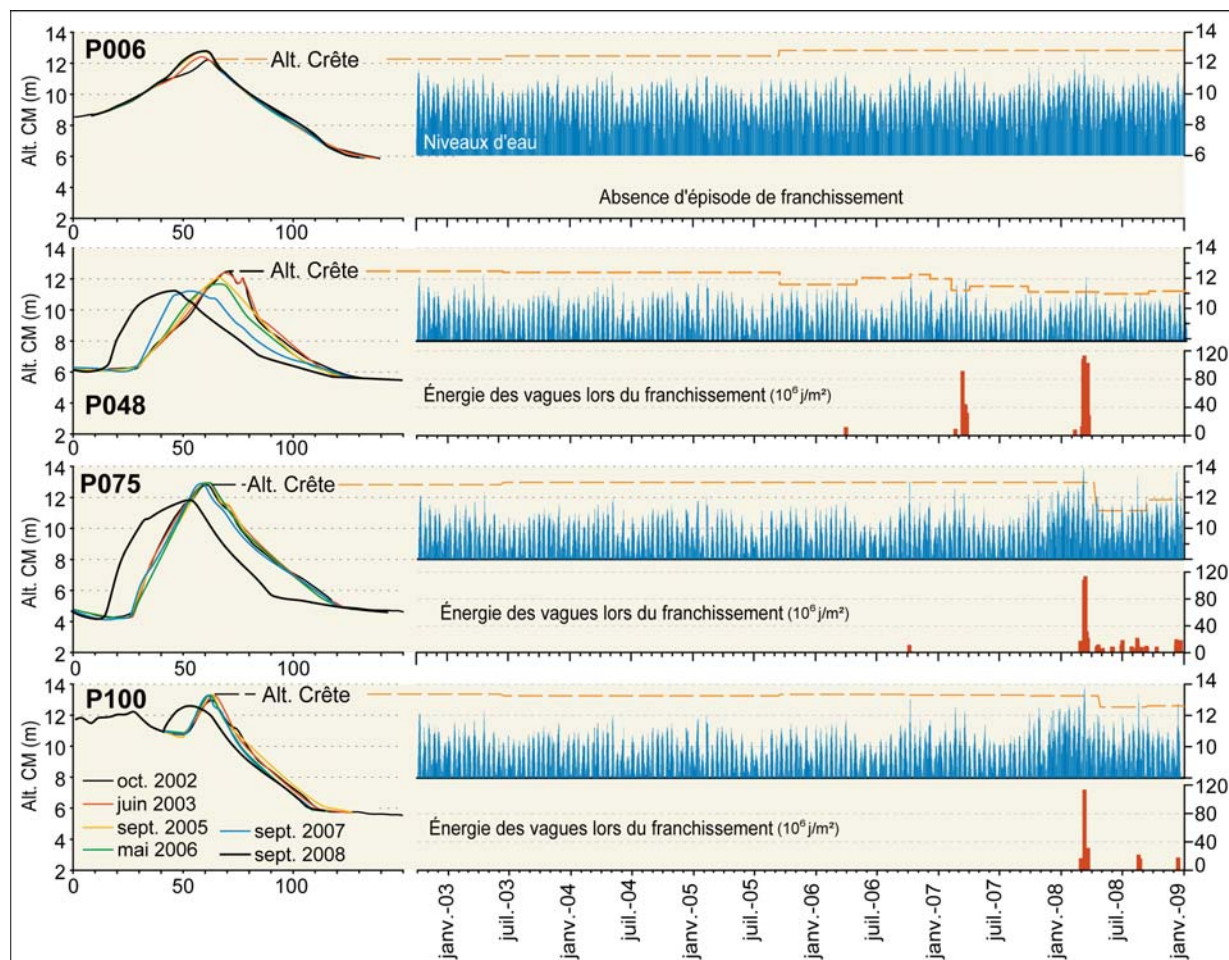 P006
Alt. CM (m)
14
12
10
8
6
4
2
0 50 100
Alt. Crête
Niveaux d'eau
Absence d'épisode de franchissement
14
12
10
8
6
P048
Alt. CM (m)
14
12
10
8
6
4
2
0 50 100
Alt. Crête
14
12
10
Énergie des vagues lors du franchissement (10⁶ j/m²)
120
80
40
0
P075
Alt. CM (m)
14
12
10
8
6
4
2
0 50 100
Alt. Crête
14
12
10
Énergie des vagues lors du franchissement (10⁶ j/m²)
120
80
40
0
P100
Alt. CM (m)
14
12
10
8
6
4
2
0 50 100
Alt. Crête
oct. 2002
juin 2003
sept. 2005
mai 2006
sept. 2007
sept. 2008
14
12
10
Énergie des vagues lors du franchissement (10⁶ j/m²)
120
80
40
0
janv.-03
juil.-03
janv.-04
juil.-04
janv.-05
juil.-05
janv.-06
juil.-06
janv.-07
juil.-07
janv.-08
juil.-08
janv.-09